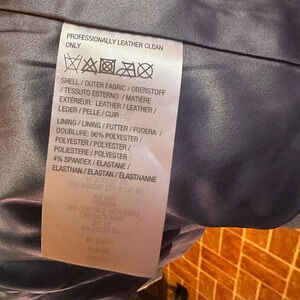 PROFESSIONALLY LEATHER CLEAN
ONLY
SHELL / OUTER FABRIC / OBERSTOFF
/ TESSUTO ESTERNO / MATIÈRE
EXTÉRIEUR: LEATHER / LEATHER /
LEDER / PELLE / CUIR
LINING / LINING / FUTTER / FODERA /
DOUBLURE: 96% POLYESTER /
POLYESTER / POLYESTER /
POLIESTERE / POLYESTER
4% SPANDEX / ELASTANE /
ELASTHAN / ELASTAN / ÉLASTHANNE